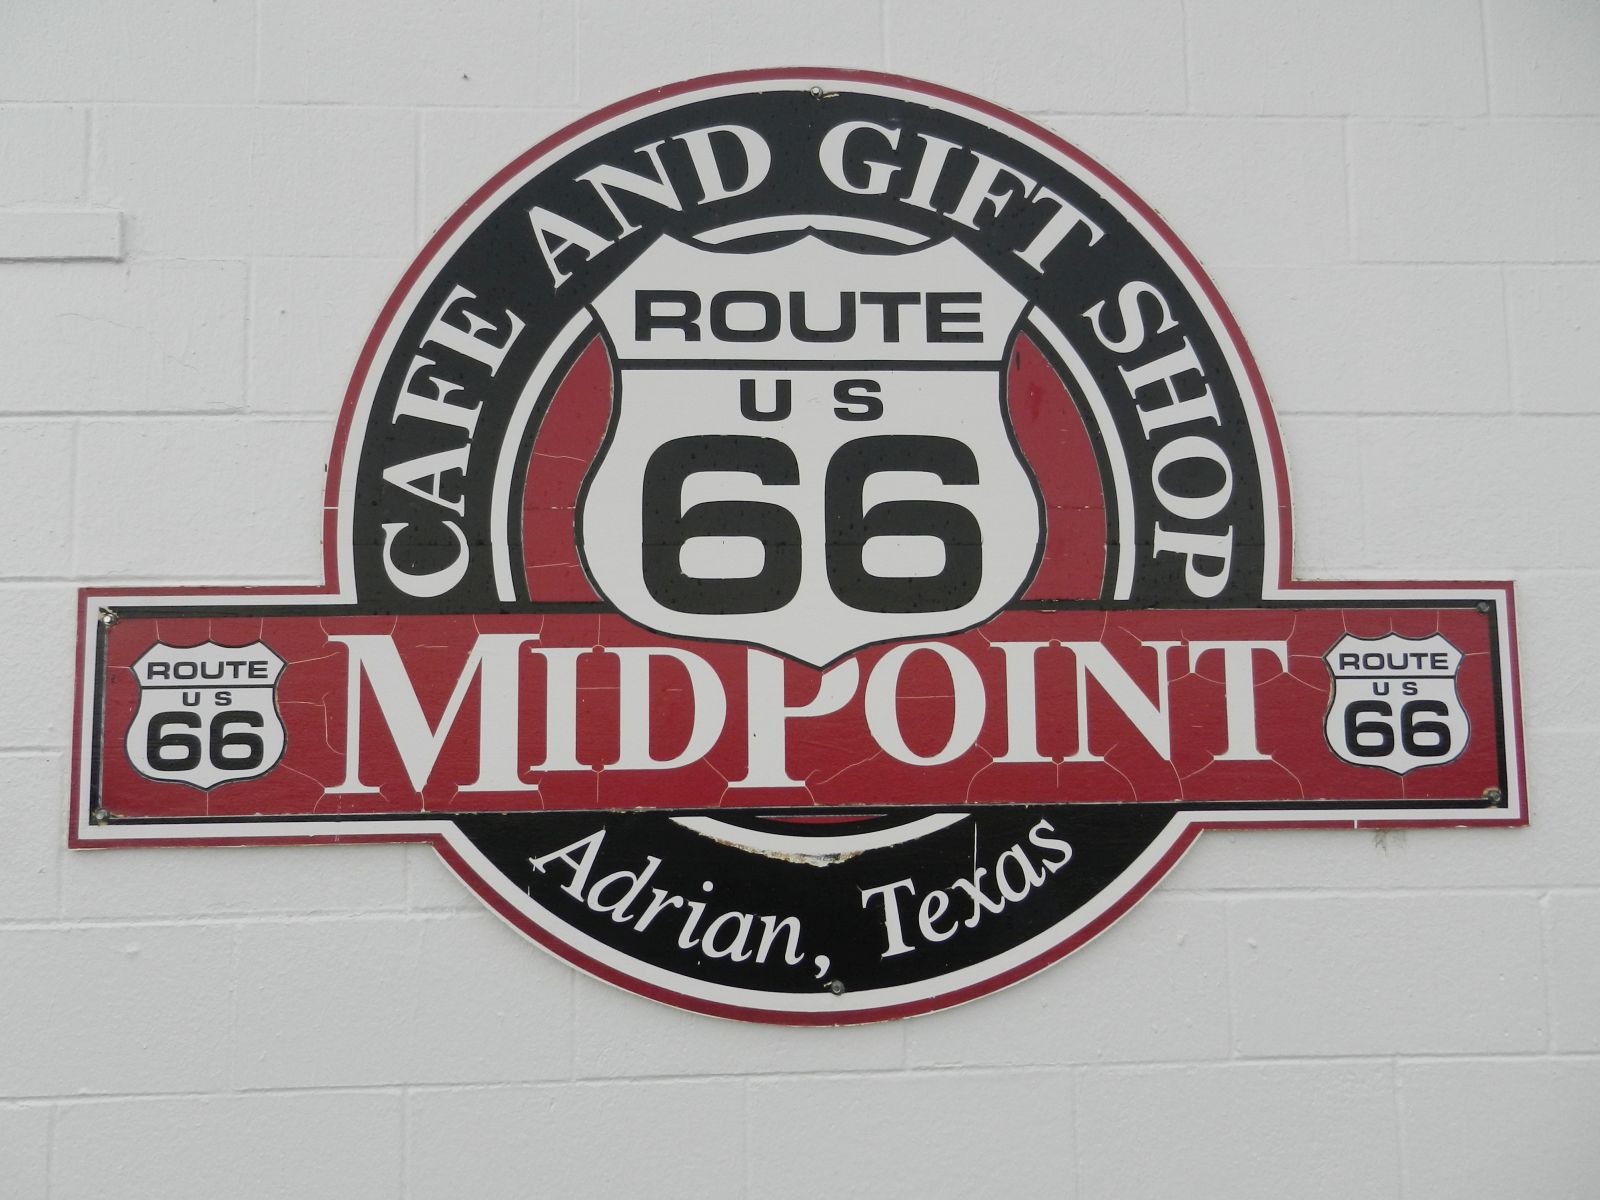 CAFE AND GIFT SHOP
ROUTE
US
66
ROUTE
US
66
MIDPOINT
ROUTE
US
66
Adrian, Texas